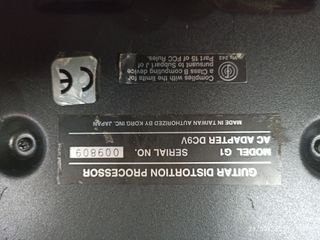 GUITAR DISTORTION PROCESSOR
MODEL G1 SERIAL NO. 009809
AC ADAPTER DC9V
MADE IN TAIWAN AUTHORIZED BY KORG INC. JAPAN
CE
Complies with the limits for
a Class B computing device
pursuant to Subpart J of
Part 15 of FCC Rules.